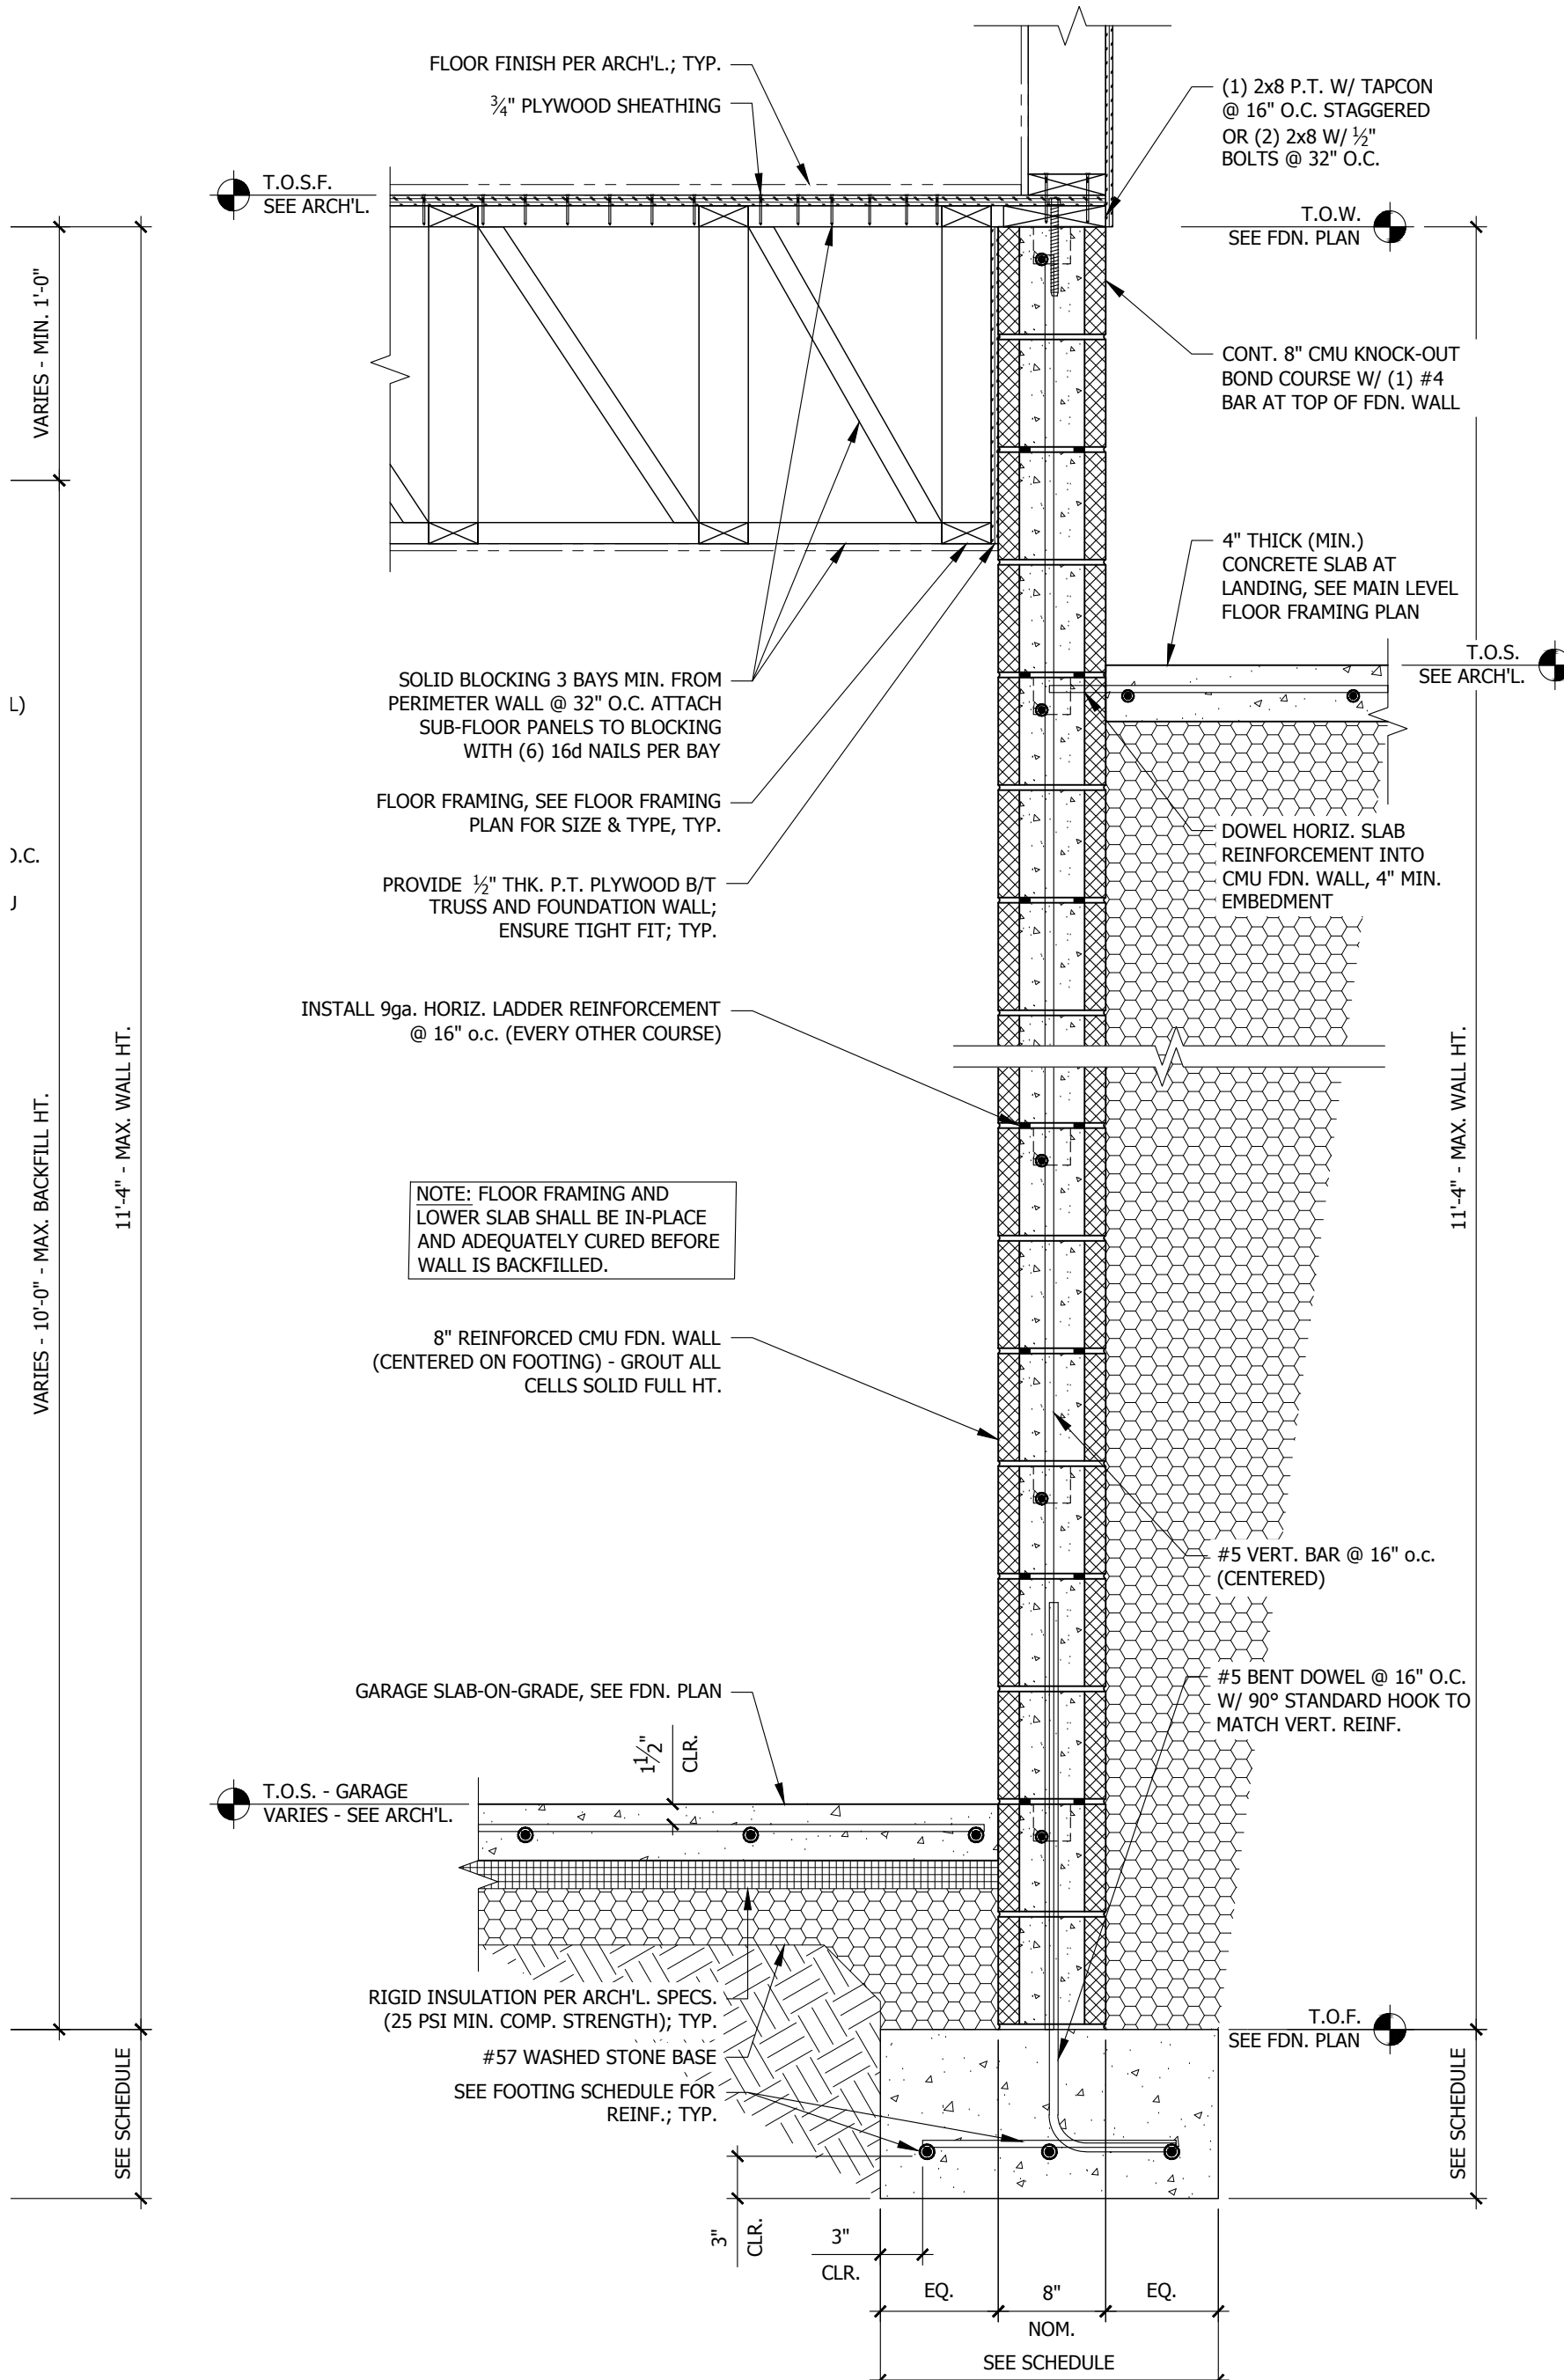 FLOOR FINISH PER ARCH'L.; TYP.
¾" PLYWOOD SHEATHING
(1) 2x8 P.T. W/ TAPCON
@ 16" O.C. STAGGERED
OR (2) 2x8 W/ ½"
BOLTS @ 32" O.C.
T.O.S.F.
SEE ARCH'L.
T.O.W.
SEE FDN. PLAN
VARIES - MIN. 1'-0"
CONT. 8" CMU KNOCK-OUT
BOND COURSE W/ (1) #4
BAR AT TOP OF FDN. WALL
4" THICK (MIN.)
CONCRETE SLAB AT
LANDING, SEE MAIN LEVEL
FLOOR FRAMING PLAN
T.O.S.
SEE ARCH'L.
SOLID BLOCKING 3 BAYS MIN. FROM
PERIMETER WALL @ 32" O.C. ATTACH
SUB-FLOOR PANELS TO BLOCKING
WITH (6) 16d NAILS PER BAY
L)
FLOOR FRAMING, SEE FLOOR FRAMING
PLAN FOR SIZE & TYPE, TYP.
DOWEL HORIZ. SLAB
REINFORCEMENT INTO
CMU FDN. WALL, 4" MIN.
EMBEDMENT
O.C.
PROVIDE ½" THK. P.T. PLYWOOD B/T
TRUSS AND FOUNDATION WALL;
ENSURE TIGHT FIT; TYP.
INSTALL 9ga. HORIZ. LADDER REINFORCEMENT
@ 16" o.c. (EVERY OTHER COURSE)
VARIES - 10'-0" - MAX. BACKFILL HT.
11'-4" - MAX. WALL HT.
11'-4" - MAX. WALL HT.
NOTE: FLOOR FRAMING AND
LOWER SLAB SHALL BE IN-PLACE
AND ADEQUATELY CURED BEFORE
WALL IS BACKFILLED.
8" REINFORCED CMU FDN. WALL
(CENTERED ON FOOTING) - GROUT ALL
CELLS SOLID FULL HT.
#5 VERT. BAR @ 16" o.c.
(CENTERED)
#5 BENT DOWEL @ 16" O.C.
W/ 90° STANDARD HOOK TO
MATCH VERT. REINF.
GARAGE SLAB-ON-GRADE, SEE FDN. PLAN
1½"
CLR.
T.O.S. - GARAGE
VARIES - SEE ARCH'L.
RIGID INSULATION PER ARCH'L. SPECS.
(25 PSI MIN. COMP. STRENGTH); TYP.
#57 WASHED STONE BASE
SEE FOOTING SCHEDULE FOR
REINF.; TYP.
T.O.F.
SEE FDN. PLAN
SEE SCHEDULE
SEE SCHEDULE
3"
CLR.
3"
CLR.
EQ.
8"
EQ.
NOM.
SEE SCHEDULE